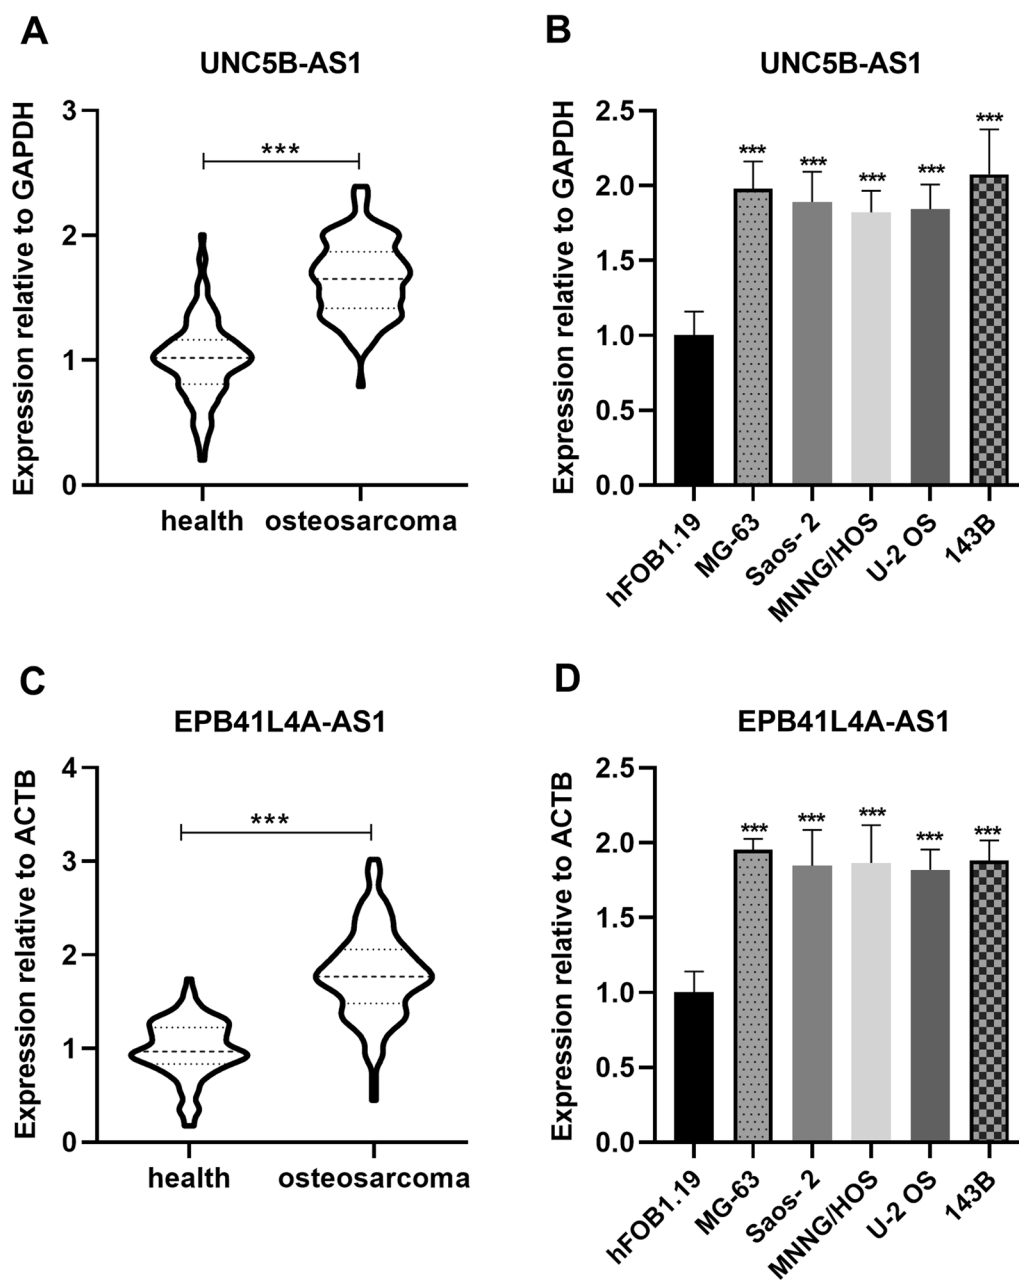 A
UNC5B-AS1
Expression relative to GAPDH
3
2
1
0
***
health
osteosarcoma
B
UNC5B-AS1
Expression relative to GAPDH
2.5
2.0
1.5
1.0
0.5
0.0
***
***
***
***
***
hFOB1.19
MG-63
Saos- 2
MNNG/HOS
U-2 OS
143B
C
EPB41L4A-AS1
Expression relative to ACTB
4
3
2
1
0
***
health
osteosarcoma
D
EPB41L4A-AS1
Expression relative to ACTB
2.5
2.0
1.5
1.0
0.5
0.0
***
***
***
***
***
hFOB1.19
MG-63
Saos- 2
MNNG/HOS
U-2 OS
143B